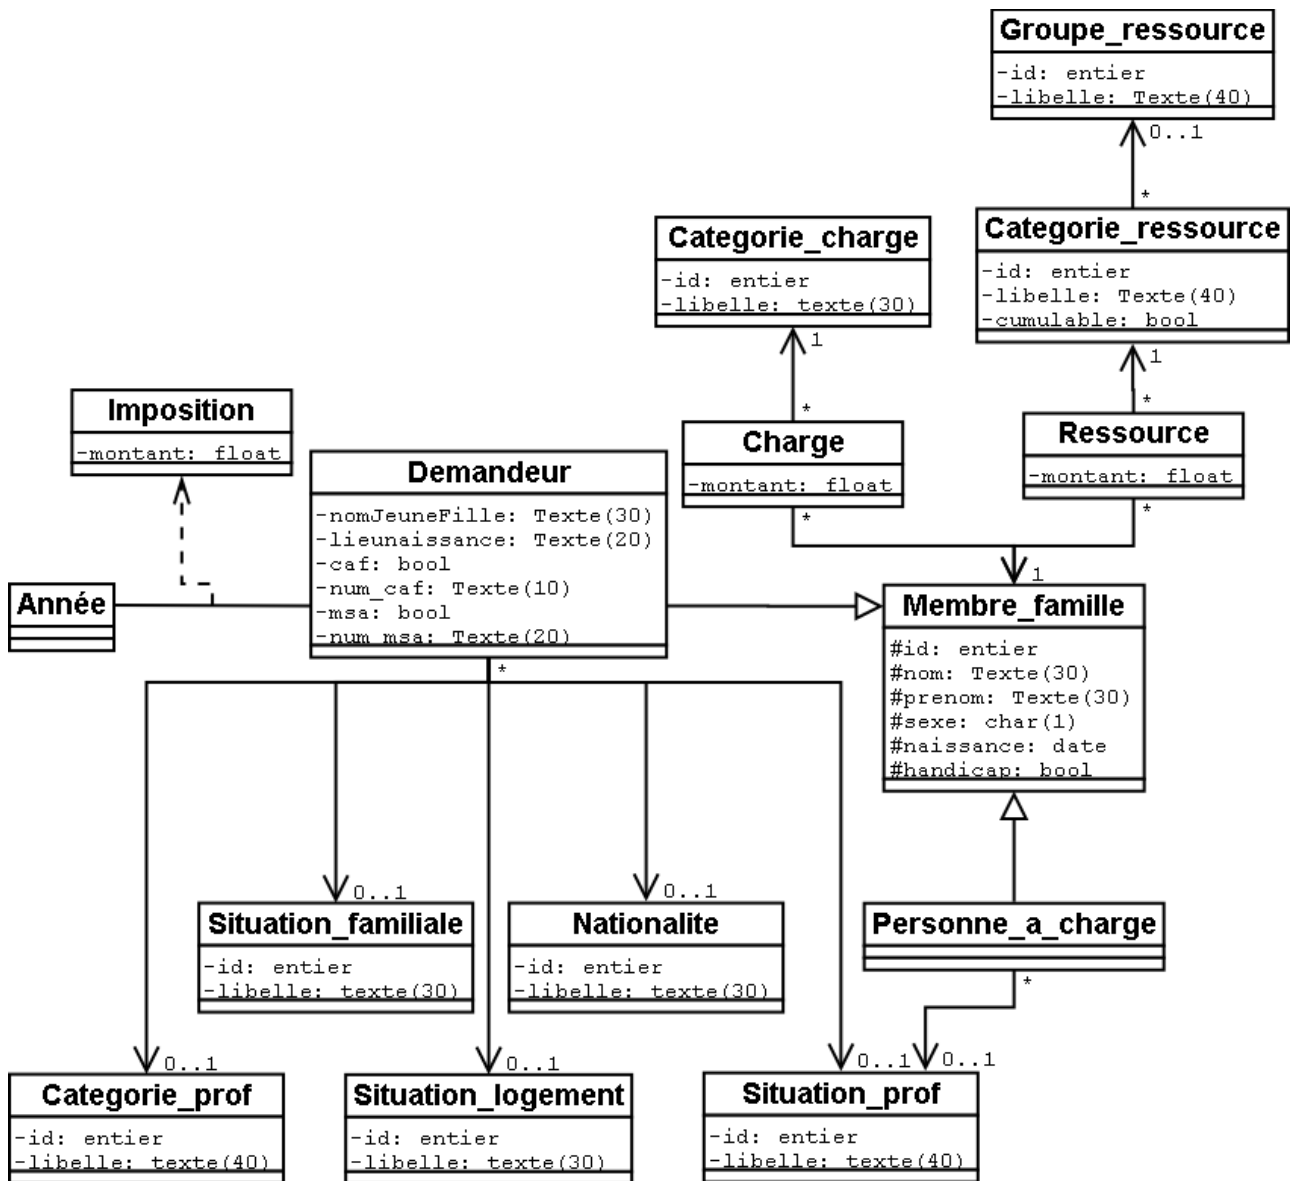 Groupe_ressource
-id: entier
-libelle: Texte(40)
0..1
*
Categorie_charge
-id: entier
-libelle: texte(30)
1
*
Categorie_ressource
-id: entier
-libelle: Texte(40)
-cumulable: bool
1
*
Imposition
-montant: float
Demandeur
-nomJeuneFille: Texte(30)
-lieunaissance: Texte(20)
-caf: bool
-num_caf: Texte(10)
-msa: bool
-num_msa: Texte(20)
*
Charge
-montant: float
*
Ressource
-montant: float
*
1
Année
Membre_famille
#id: entier
#nom: Texte(30)
#prenom: Texte(30)
#sexe: char(1)
#naissance: date
#handicap: bool
0..1
Situation_familiale
-id: entier
-libelle: texte(30)
0..1
Nationalite
-id: entier
-libelle: texte(30)
Personne_a_charge
*
0..1
Categorie_prof
-id: entier
-libelle: texte(40)
0..1
Situation_logement
-id: entier
-libelle: texte(30)
0..1
0..1
Situation_prof
-id: entier
-libelle: texte(40)